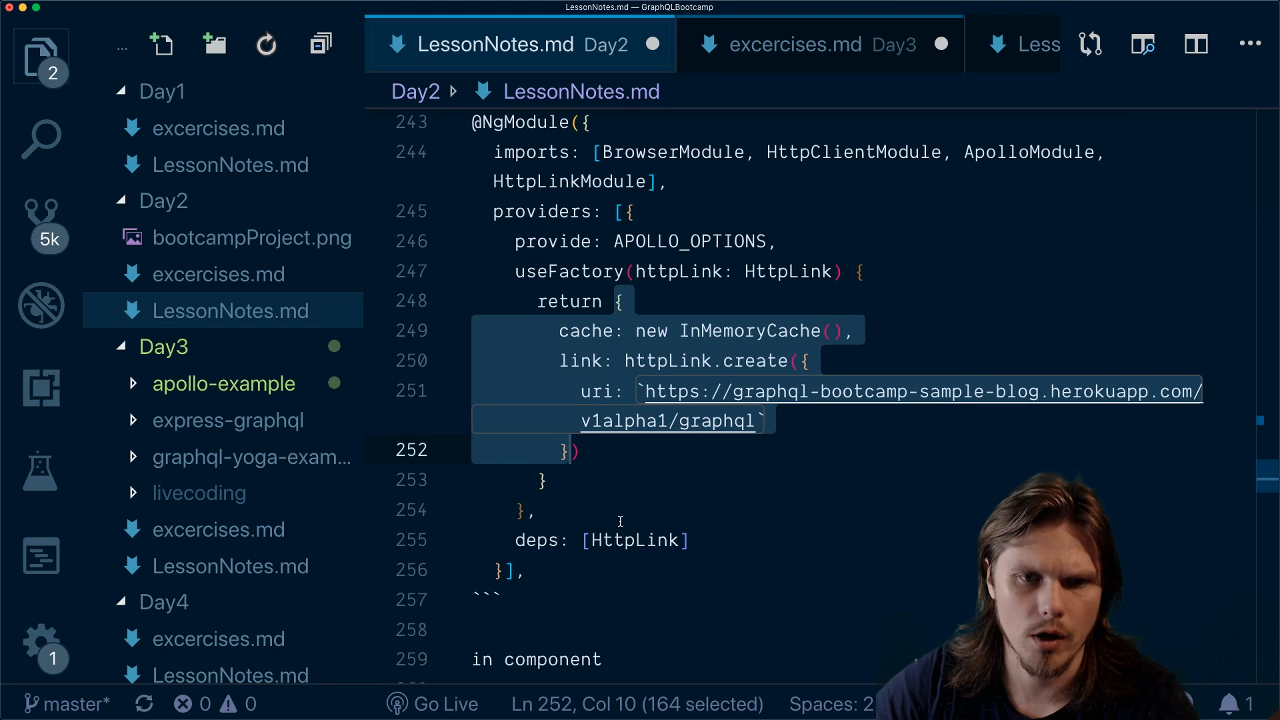 LessonNotes.md — GraphQLBootcamp
2
...
LessonNotes.md Day2
excercises.md Day3
Less
Day1
excercises.md
LessonNotes.md
Day2
bootcampProject.png
excercises.md
LessonNotes.md
Day3
apollo-example
express-graphql
graphql-yoga-exam...
livecoding
excercises.md
LessonNotes.md
Day4
excercises.md
LessonNotes.md
5k
1
Day2 LessonNotes.md
243 @NgModule({
244 imports: [BrowserModule, HttpClientModule, ApolloModule,
HttpLinkModule],
245 providers: [{
246 provide: APOLLO_OPTIONS,
247 useFactory(httpLink: HttpLink) {
248 return {
249 cache: new InMemoryCache(),
250 link: httpLink.create({
251 uri: `https://graphql-bootcamp-sample-blog.herokuapp.com/
v1alpha1/graphql`
252 })
253 }
254 },
255 deps: [HttpLink]
256 }],
257 ```
258
259 in component
master* 0 0 Go Live Ln 252, Col 10 (164 selected) Spaces: 2 1